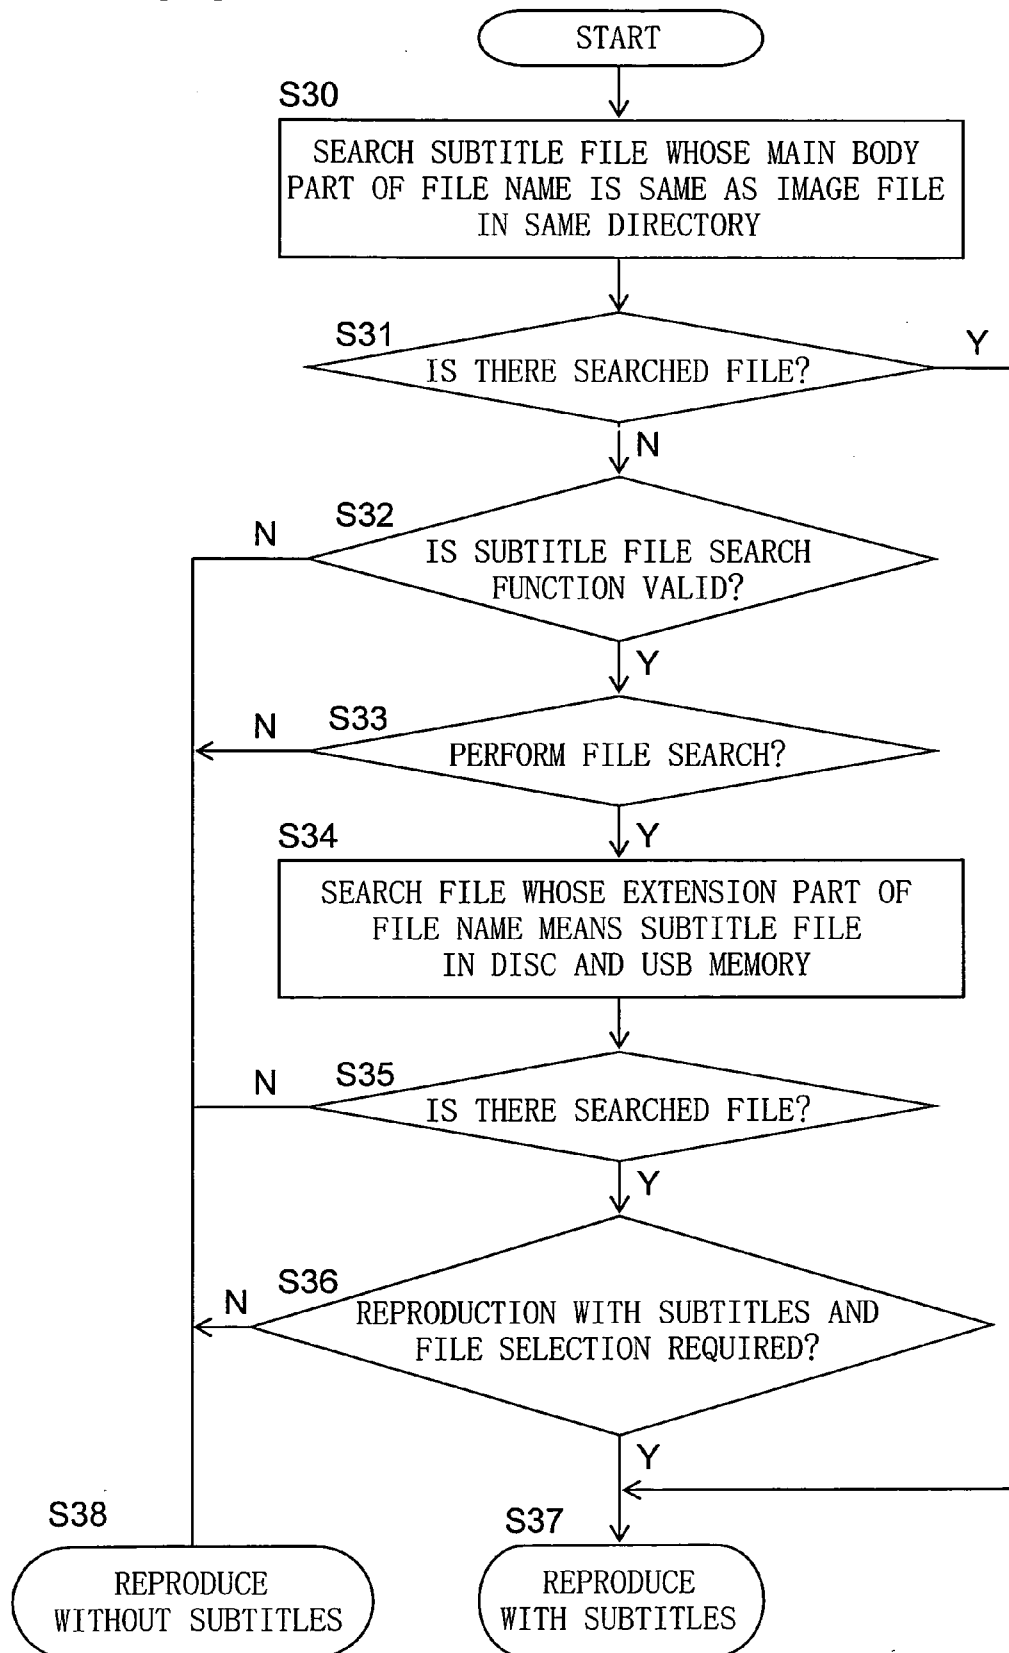 START
S30
SEARCH SUBTITLE FILE WHOSE MAIN BODY
PART OF FILE NAME IS SAME AS IMAGE FILE
IN SAME DIRECTORY
S31
Y
IS THERE SEARCHED FILE?
N
S32
N
IS SUBTITLE FILE SEARCH
FUNCTION VALID?
Y
S33
N
PERFORM FILE SEARCH?
Y
S34
SEARCH FILE WHOSE EXTENSION PART OF
FILE NAME MEANS SUBTITLE FILE
IN DISC AND USB MEMORY
S35
N
IS THERE SEARCHED FILE?
Y
S36
N
REPRODUCTION WITH SUBTITLES AND
FILE SELECTION REQUIRED?
Y
S38
S37
REPRODUCE
WITHOUT SUBTITLES
REPRODUCE
WITH SUBTITLES